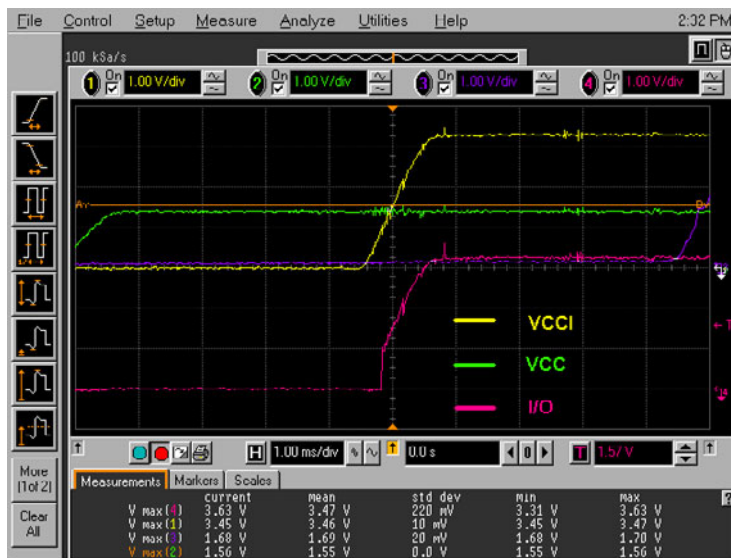 File Control Setup Measure Analyze Utilities Help 2:32 PM
100 kSa/s
1 On 1.00 V/div 2 On 1.00 V/div 3 On 1.00 V/div 4 On 1.00 V/div
VCCI
VCC
I/O
H 1.00 ms/div 0.0 s 0 T 1.57 V
More
(1of 2)
Clear
All
Measurements Markers Scales
current mean std dev min max
V max(4) 3.63 V 3.47 V 220 mV 3.31 V 3.63 V
V max(1) 3.45 V 3.46 V 10 mV 3.45 V 3.47 V
V max(3) 1.68 V 1.69 V 20 mV 1.68 V 1.70 V
V max(2) 1.56 V 1.55 V 0.0 V 1.55 V 1.56 V